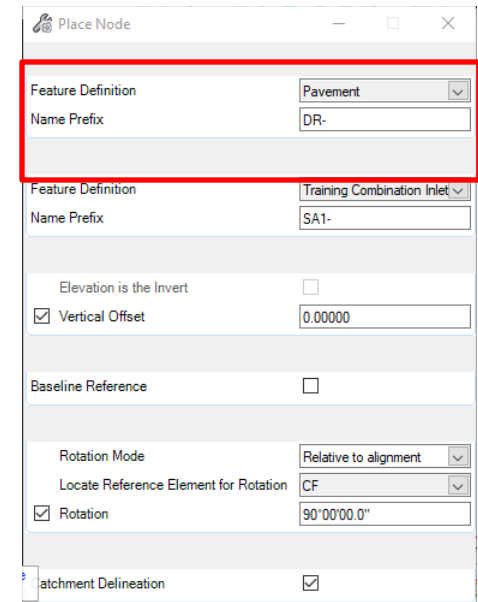 Place Node
Feature Definition Pavement
Name Prefix DR-
Feature Definition Training Combination Inlet
Name Prefix SA1-
Elevation is the Invert
Vertical Offset 0.00000
Baseline Reference
Rotation Mode Relative to alignment
Locate Reference Element for Rotation CF
Rotation 90°00'00.0"
atchment Delineation